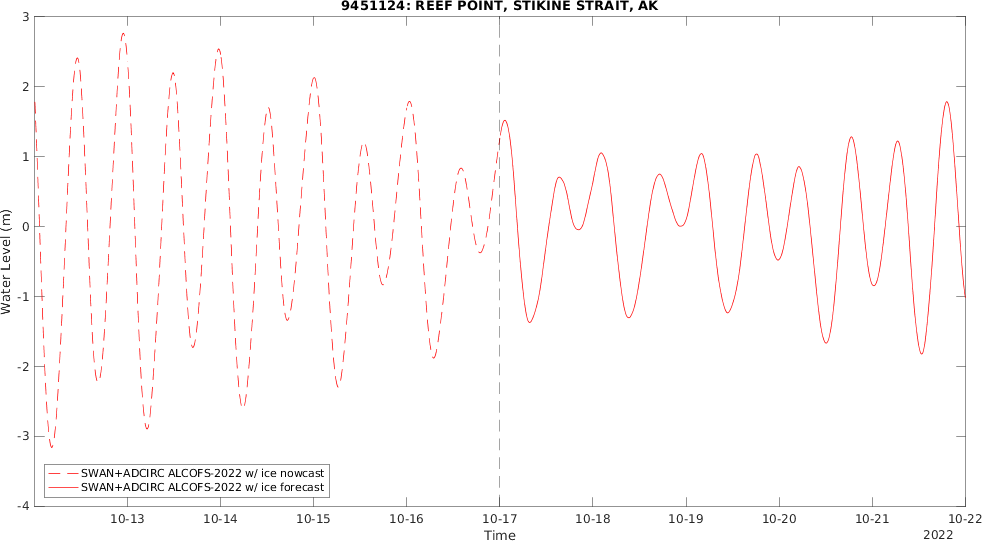 9451124: REEF POINT, STIKINE STRAIT, AK
3
2
1
0
-1
-2
-3
-4
Water Level (m)
SWAN+ADCIRC ALCOFS-2022 w/ ice nowcast
SWAN+ADCIRC ALCOFS-2022 w/ ice forecast
10-13 10-14 10-15 10-16 10-17 10-18 10-19 10-20 10-21 10-22
Time
2022